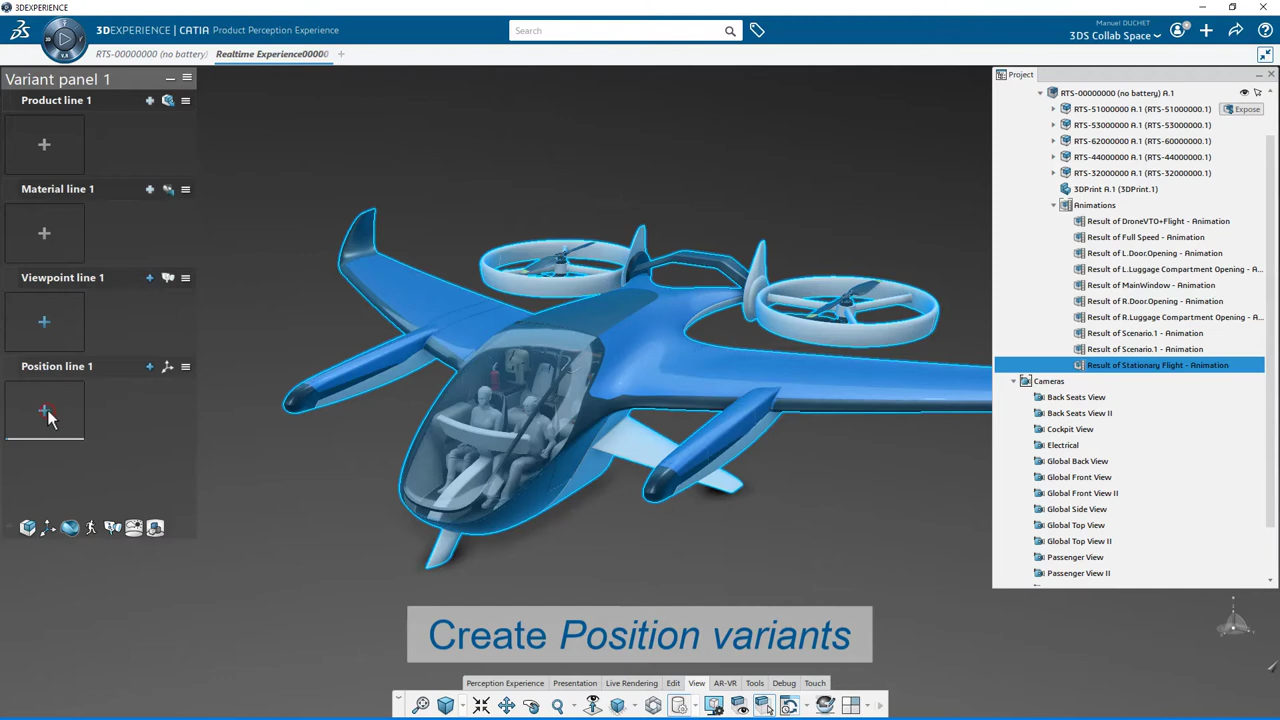 3DEXPERIENCE
3DEXPERIENCE | CATIA Product Perception Experience
Search
Manuel DUCHET
3DS Collab Space
RTS-00000000 (no battery)
Realtime Experience00000
Variant panel 1
Product line 1
Material line 1
Viewpoint line 1
Position line 1
Project
RTS-00000000 (no battery) A.1
RTS-51000000 A.1 (RTS-51000000.1)
Expose
RTS-53000000 A.1 (RTS-53000000.1)
RTS-62000000 A.1 (RTS-60000000.1)
RTS-44000000 A.1 (RTS-44000000.1)
RTS-32000000 A.1 (RTS-32000000.1)
3DPrint A.1 (3DPrint.1)
Animations
Result of DroneVTO+Flight - Animation
Result of Full Speed - Animation
Result of L.Door.Opening - Animation
Result of L.Luggage Compartment Opening - A...
Result of MainWindow - Animation
Result of R.Door.Opening - Animation
Result of R.Luggage Compartment Opening - A...
Result of Scenario.1 - Animation
Result of Scenario.1 - Animation
Result of Stationary Flight - Animation
Cameras
Back Seats View
Back Seats View II
Cockpit View
Electrical
Global Back View
Global Front View
Global Front View II
Global Side View
Global Top View
Global Top View II
Passenger View
Passenger View II
Create Position variants
Perception Experience
Presentation
Live Rendering
Edit
View
AR-VR
Tools
Debug
Touch